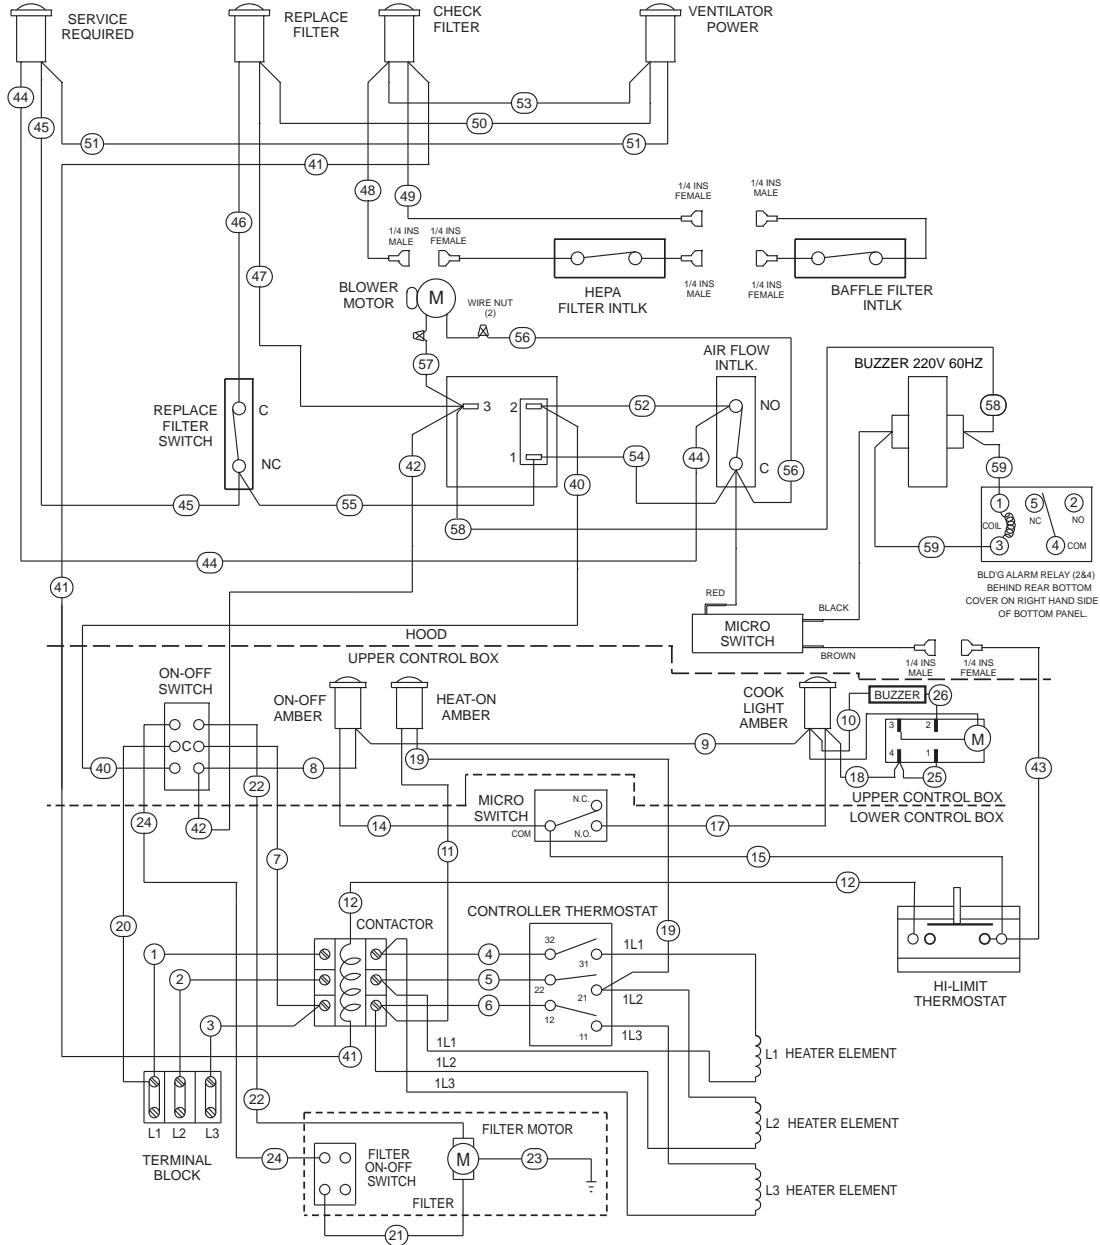 SERVICE
REQUIRED
REPLACE
FILTER
CHECK
FILTER
VENTILATOR
POWER
44
53
45
50
51
51
41
48
49
1/4 INS
FEMALE
1/4 INS
MALE
46
1/4 INS
MALE
1/4 INS
FEMALE
47
BLOWER
MOTOR
M
HEPA
FILTER INTLK
1/4 INS
MALE
1/4 INS
FEMALE
BAFFLE FILTER
INTLK
WIRE NUT
(2)
56
57
AIR FLOW
INTLK.
BUZZER 220V 60HZ
REPLACE
FILTER
SWITCH
C
NC
3
2
1
52
NO
58
42
54
44
C
56
59
40
45
55
58
1
5
2
COIL
NC
NO
3
4
COM
59
44
BLD'G ALARM RELAY (2&4)
BEHIND REAR BOTTOM
COVER ON RIGHT HAND SIDE
OF BOTTOM PANEL.
41
42
RED
BLACK
MICRO
SWITCH
HOOD
BROWN
UPPER CONTROL BOX
1/4 INS
MALE
1/4 INS
FEMALE
ON-OFF
SWITCH
ON-OFF
AMBER
HEAT-ON
AMBER
COOK
LIGHT
AMBER
BUZZER
26
10
3
2
M
C
9
4
1
19
40
8
22
18
25
43
24
42
MICRO
SWITCH
N.C.
COM
N.O.
UPPER CONTROL BOX
LOWER CONTROL BOX
14
17
7
11
15
12
12
20
CONTACTOR
CONTROLLER THERMOSTAT
19
1
4
32
31
1L1
2
5
22
21
1L2
HI-LIMIT
THERMOSTAT
3
6
12
11
1L3
41
1L1
L1 HEATER ELEMENT
1L2
1L3
22
L2 HEATER ELEMENT
L1
L2
L3
TERMINAL
BLOCK
24
FILTER
ON-OFF
SWITCH
FILTER MOTOR
M
23
FILTER
L3 HEATER ELEMENT
21